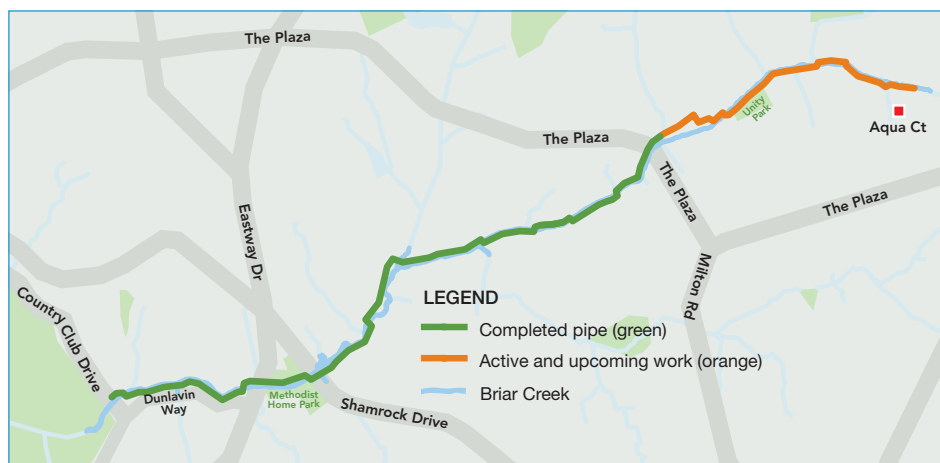 The Plaza
The Plaza
Unity
Park
Aqua Ct
The Plaza
The Plaza
Eastway Dr
Milton Rd
Country Club Drive
LEGEND
Completed pipe (green)
Active and upcoming work (orange)
Briar Creek
Dunlavin
Way
Methodist
Home Park
Shamrock Drive